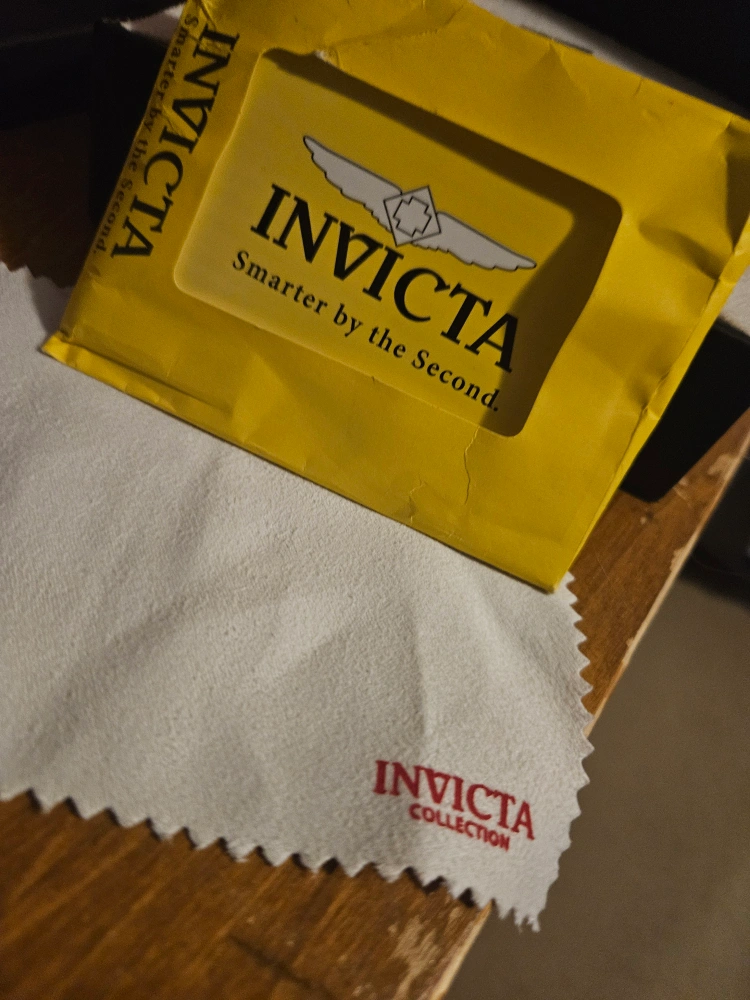 INVICTA
Smarter by the Second.
INVICTA
Smarter by the Second.
INVICTA
COLLECTION